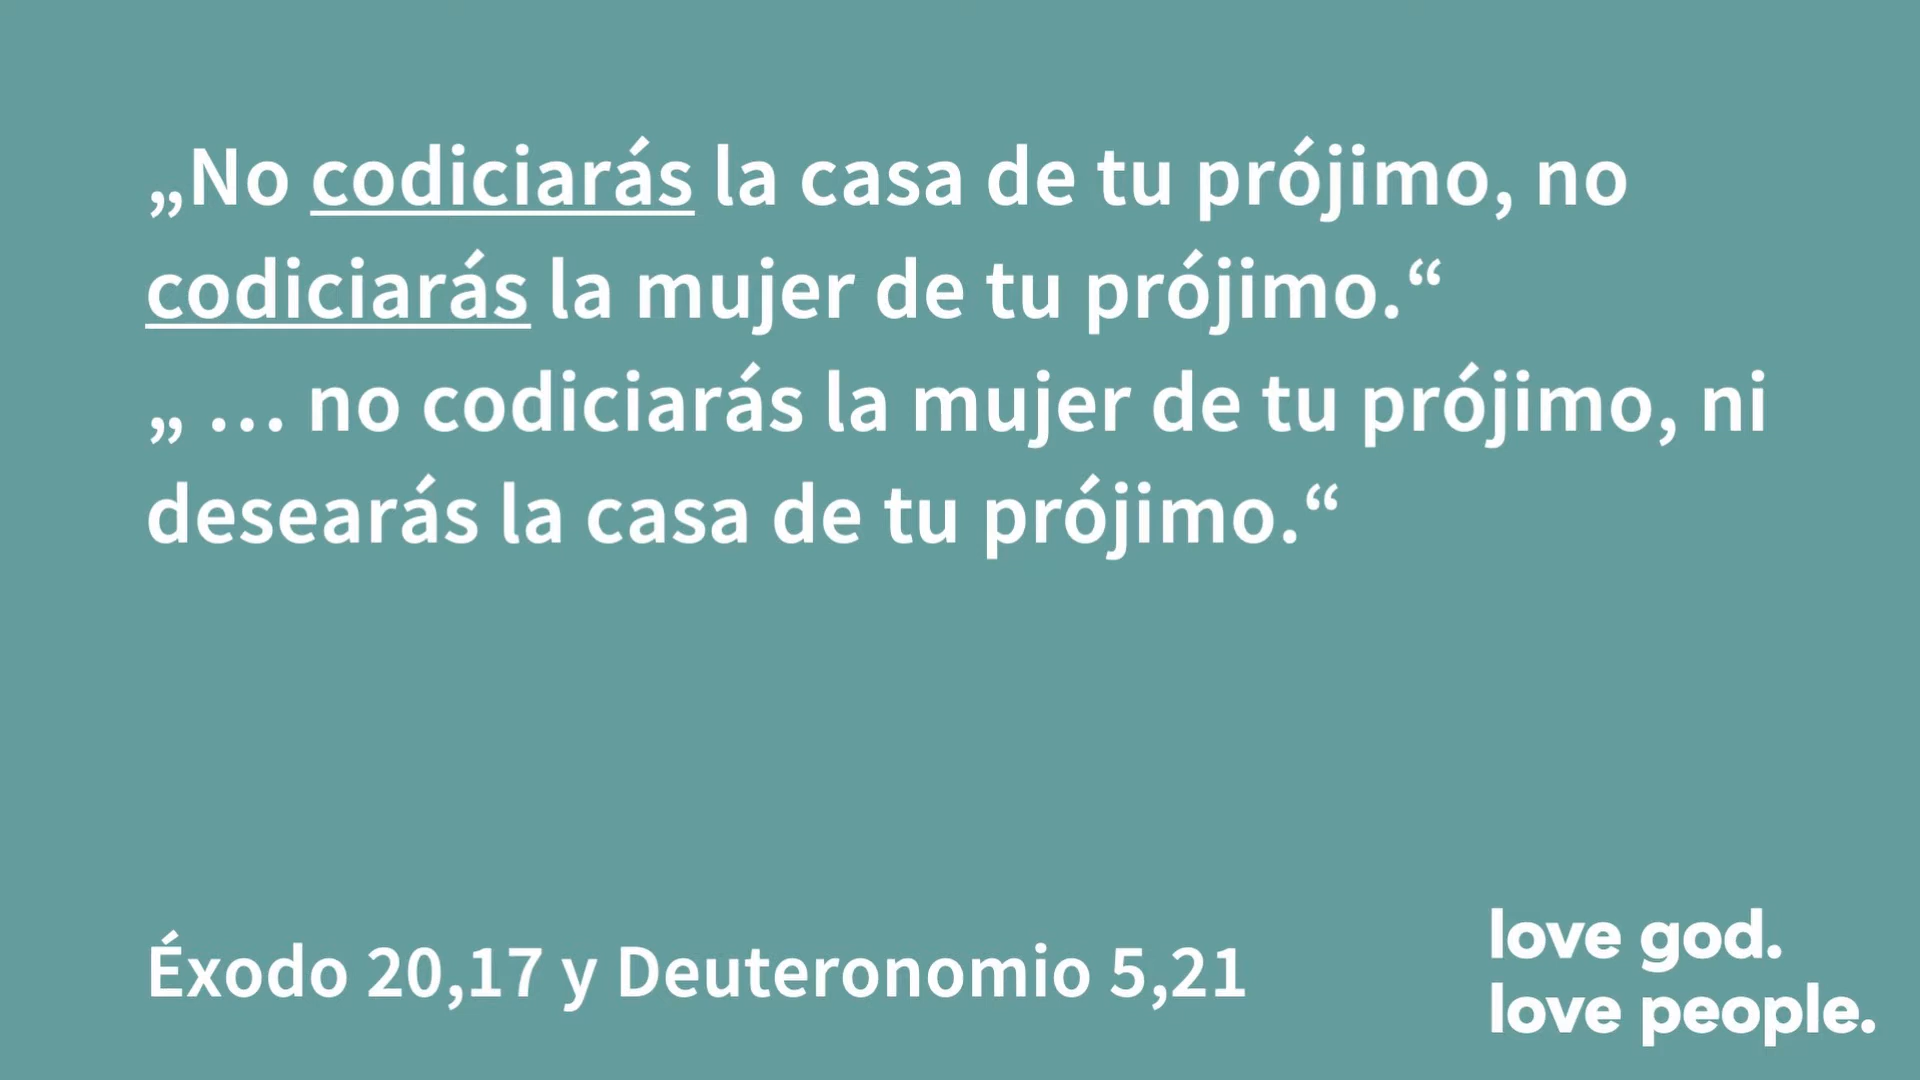 „No codiciarás la casa de tu prójimo, no
codiciarás la mujer de tu prójimo.“
„ … no codiciarás la mujer de tu prójimo, ni
desearás la casa de tu prójimo.“
Éxodo 20,17 y Deuteronomio 5,21
love god.
love people.